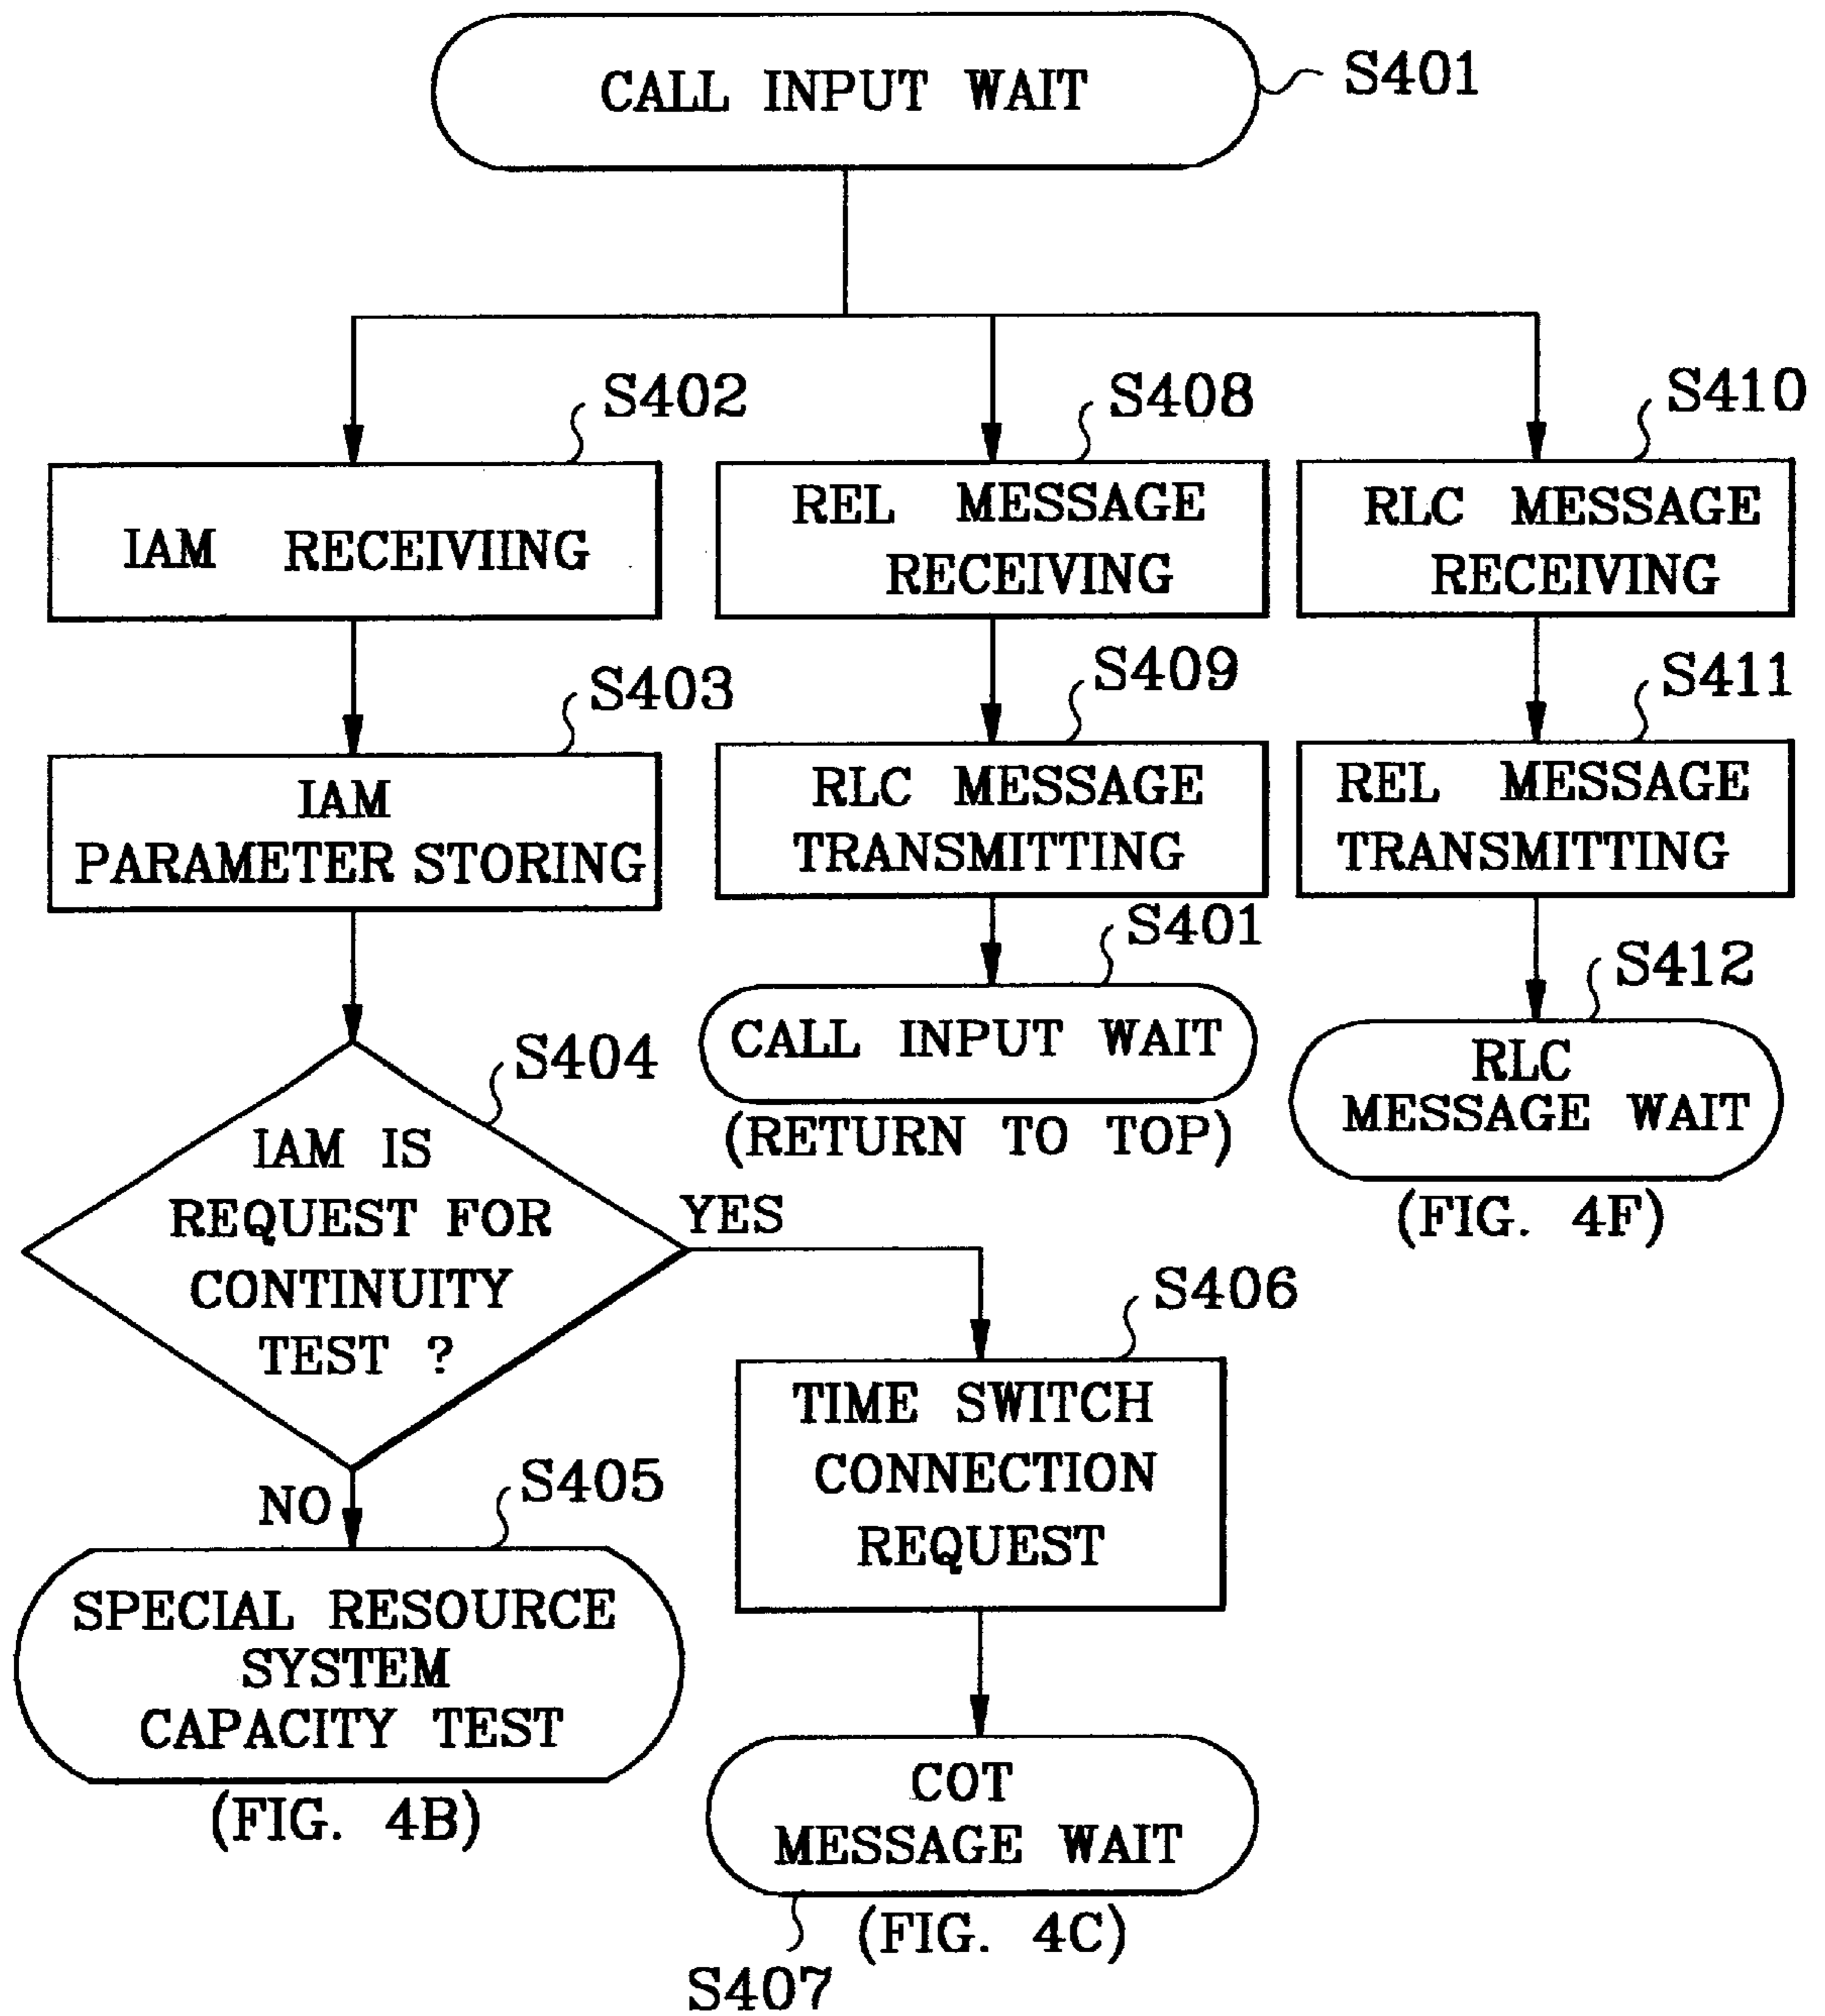 CALL INPUT WAIT
S401
S402
IAM RECEIVIING
S403
IAM
PARAMETER STORING
S404
IAM IS
REQUEST FOR
CONTINUITY
TEST ?
YES
NO
S405
SPECIAL RESOURCE
SYSTEM
CAPACITY TEST
(FIG. 4B)
S406
TIME SWITCH
CONNECTION
REQUEST
COT
MESSAGE WAIT
(FIG. 4C)
S407
S408
REL MESSAGE
RECEIVING
S409
RLC MESSAGE
TRANSMITTING
S401
CALL INPUT WAIT
(RETURN TO TOP)
S410
RLC MESSAGE
RECEIVING
S411
REL MESSAGE
TRANSMITTING
S412
RLC
MESSAGE WAIT
(FIG. 4F)